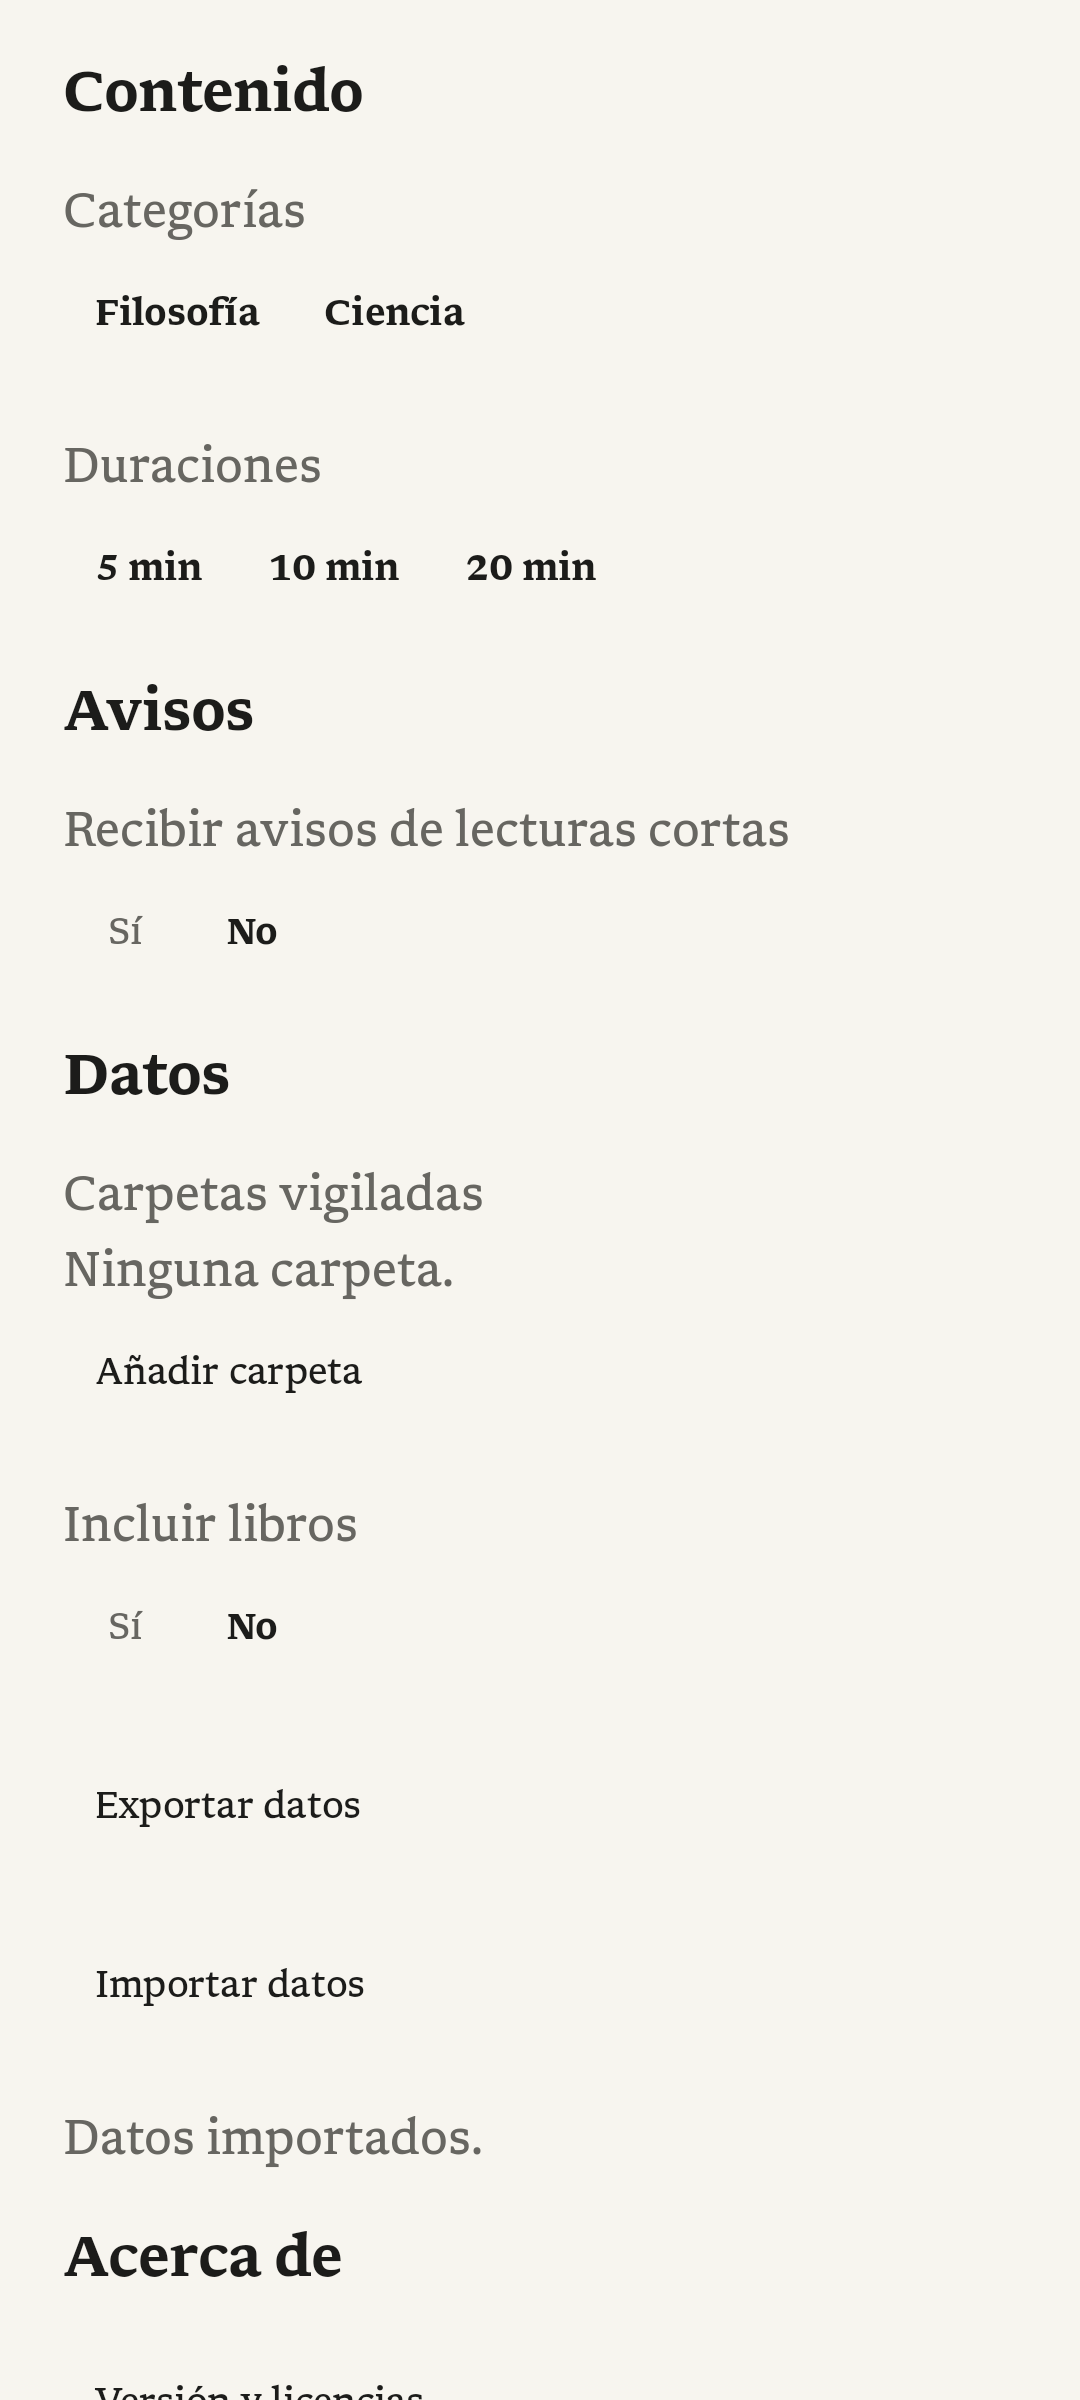 Contenido
Categorías
Filosofía Ciencia
Duraciones
5 min 10 min 20 min
Avisos
Recibir avisos de lecturas cortas
Sí No
Datos
Carpetas vigiladas
Ninguna carpeta.
Añadir carpeta
Incluir libros
Sí No
Exportar datos
Importar datos
Datos importados.
Acerca de
Versión y licencias